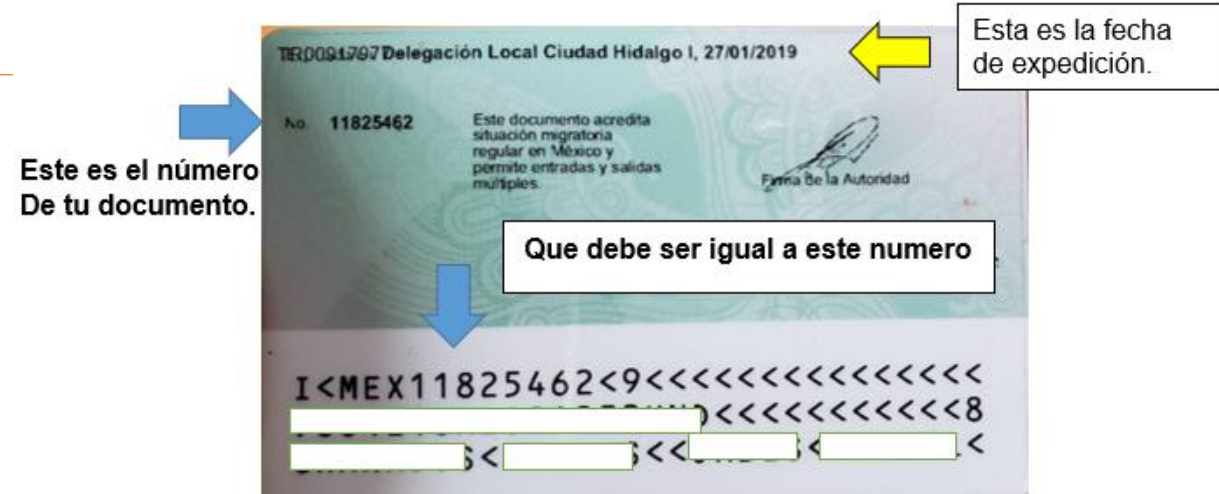 Esta es la fecha
de expedición.
Delegación Local Ciudad Hidalgo I, 27/01/2019
No. 11825462
Este documento acredita
situación migratoria
regular en México y
permite entradas y salidas
múltiples.
Firma de la Autoridad
Este es el número
De tu documento.
Que debe ser igual a este numero
I<MEX11825462<9<<<<<<<<<<<<<<<